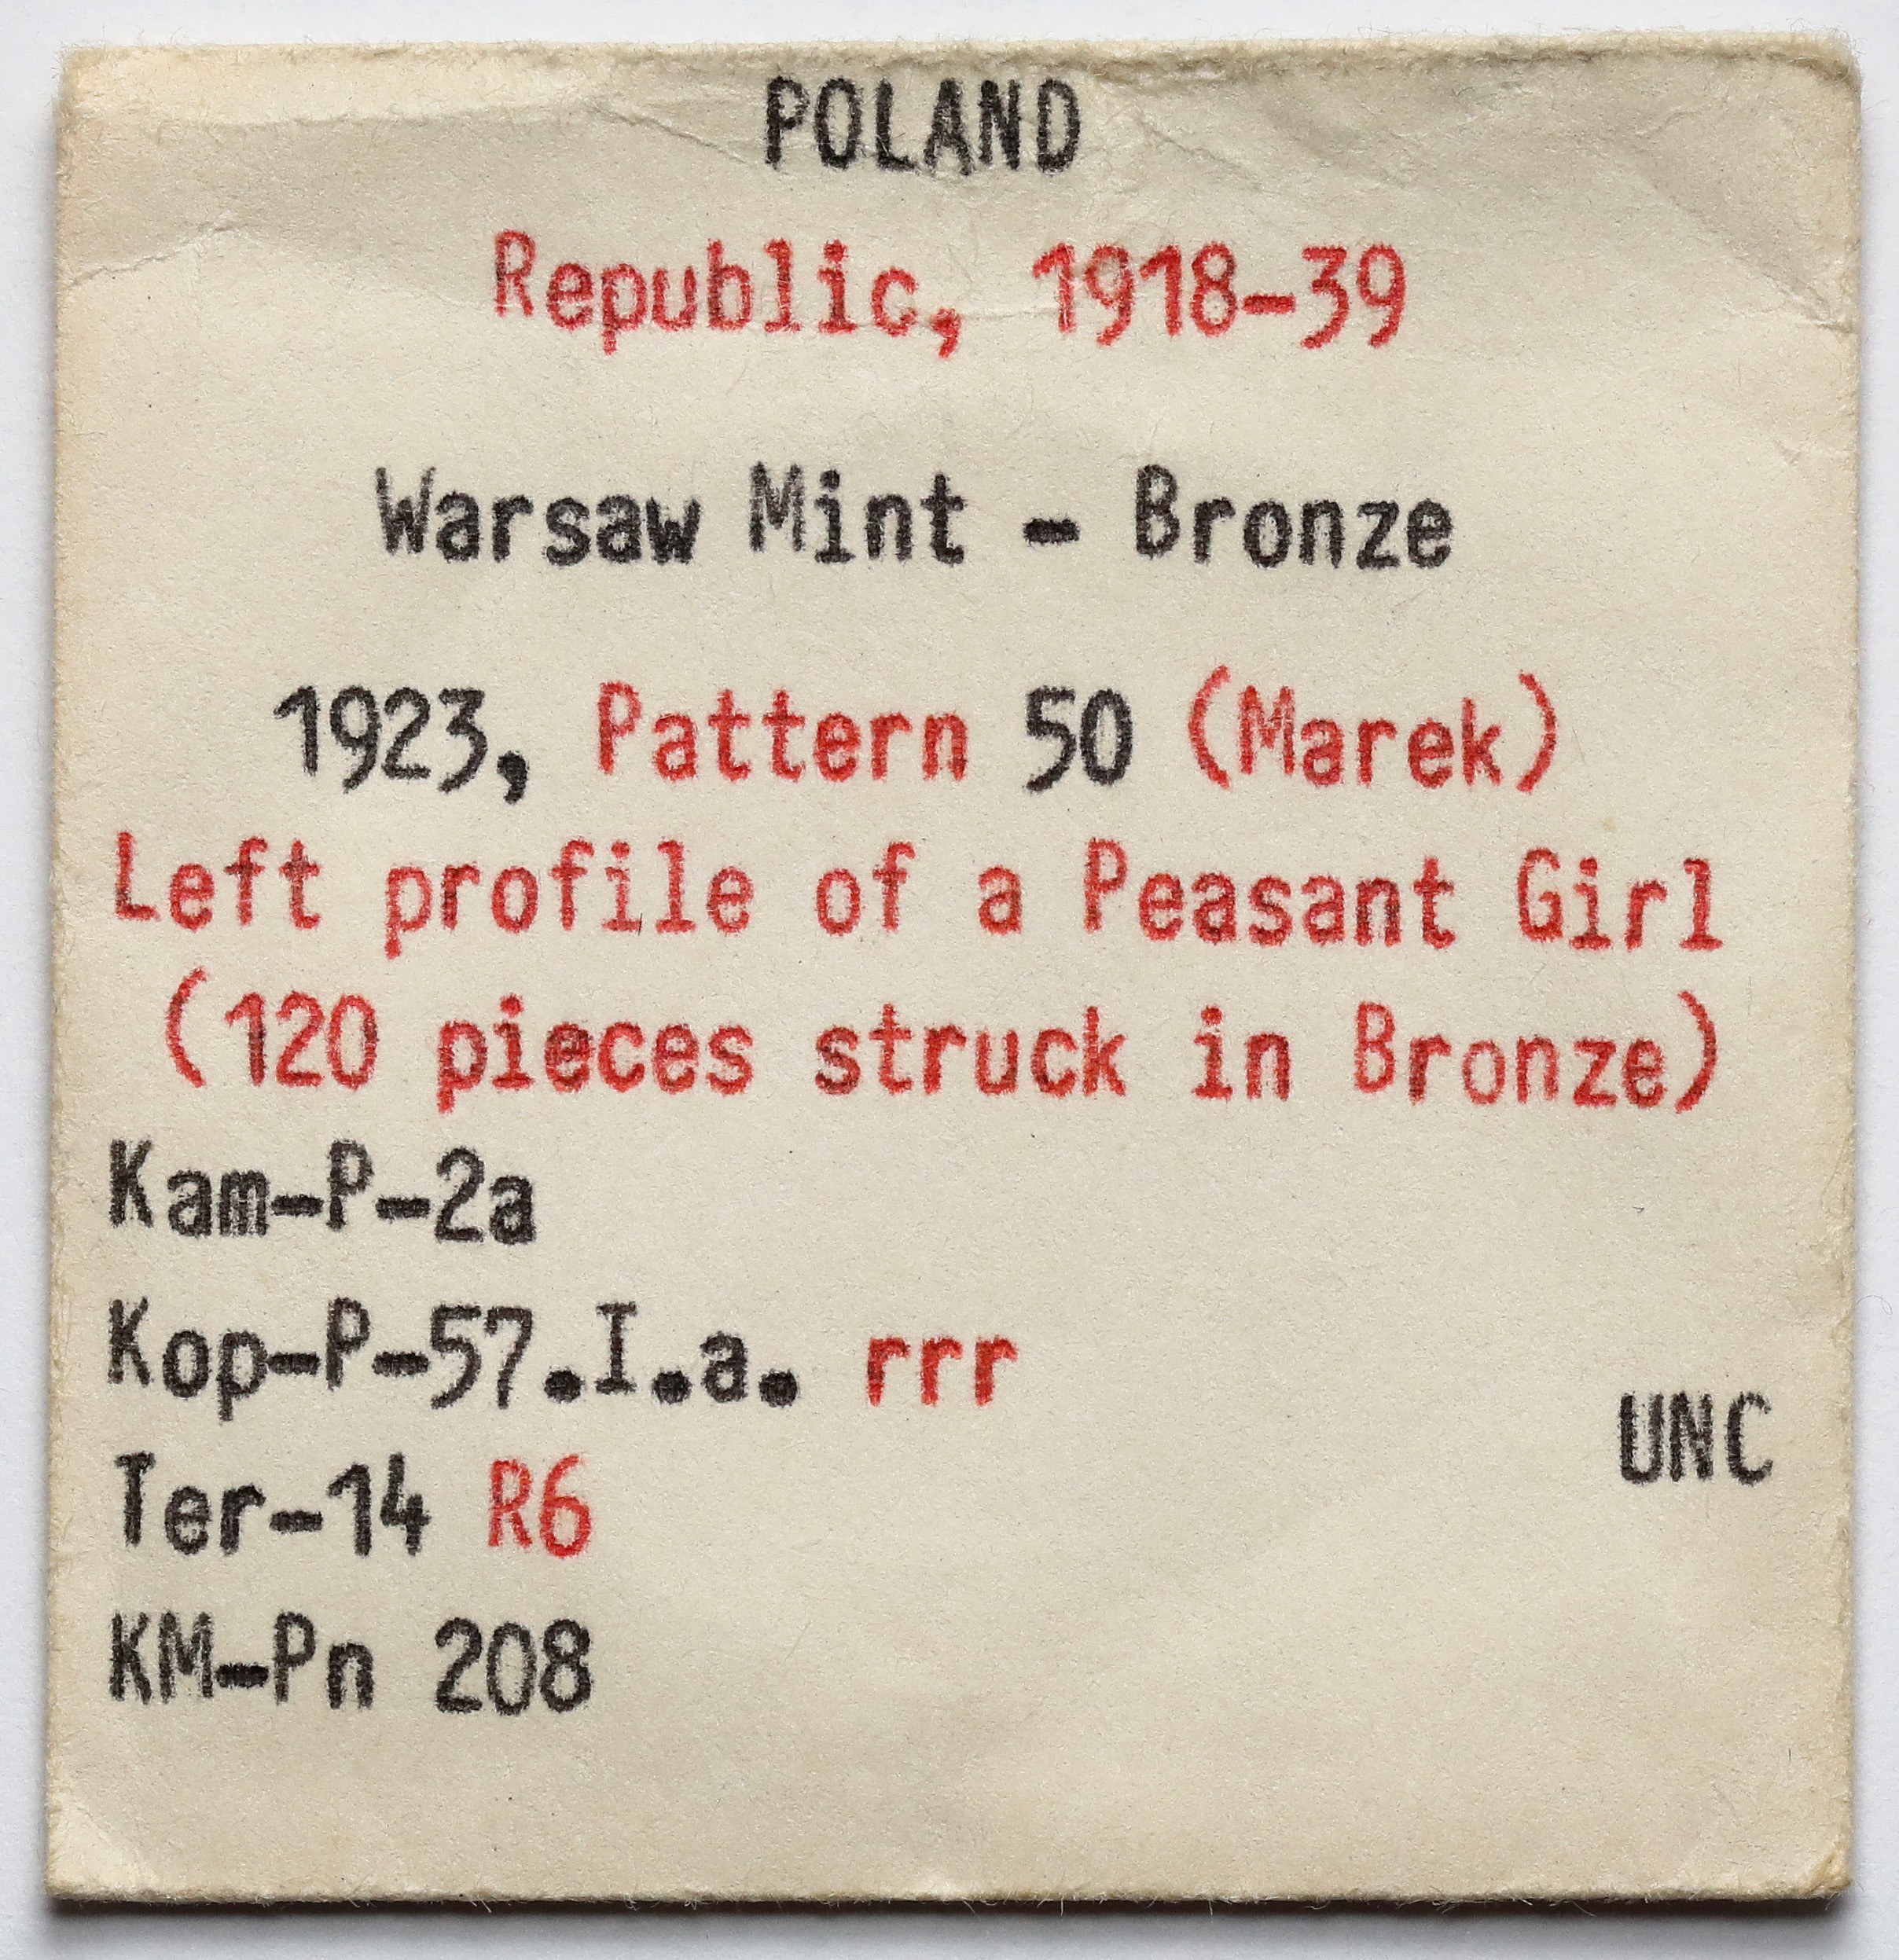 POLAND
Republic, 1918-39
Warsaw Mint - Bronze
1923, Pattern 50 (Marek)
Left profile of a Peasant Girl
(120 pieces struck in Bronze)
Kam-P-2a
Kop-P-57.I.a. rrr
UNC
Ter-14 R6
KM-Pn 208